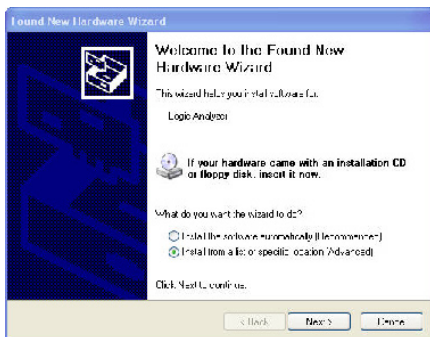 Found New Hardware Wizard
Welcome to the Found New
Hardware Wizard
This wizard helps you install software for:
Logic Analyzer
If your hardware came with an installation CD
or floppy disk, insert it now.
What do you want the wizard to do?
Install the software automatically (Recommended)
Install from a list or specific location (Advanced)
Click Next to continue.
< Back
Next >
Cancel